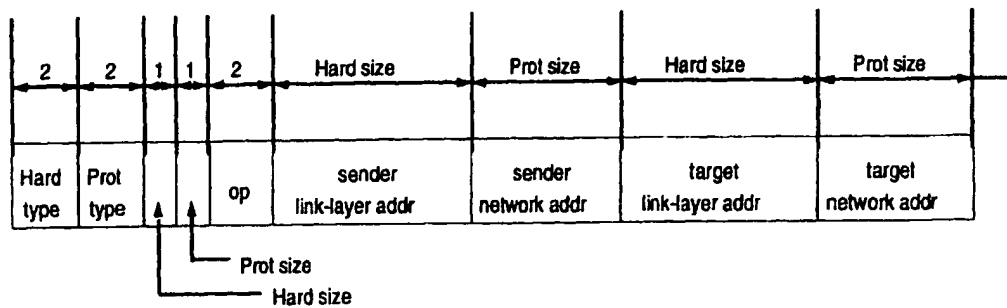 2 2 1 1 2 Hard size Prot size Hard size Prot size
Hard type
Prot type
op
sender
link-layer addr
sender
network addr
target
link-layer addr
target
network addr
Prot size
Hard size